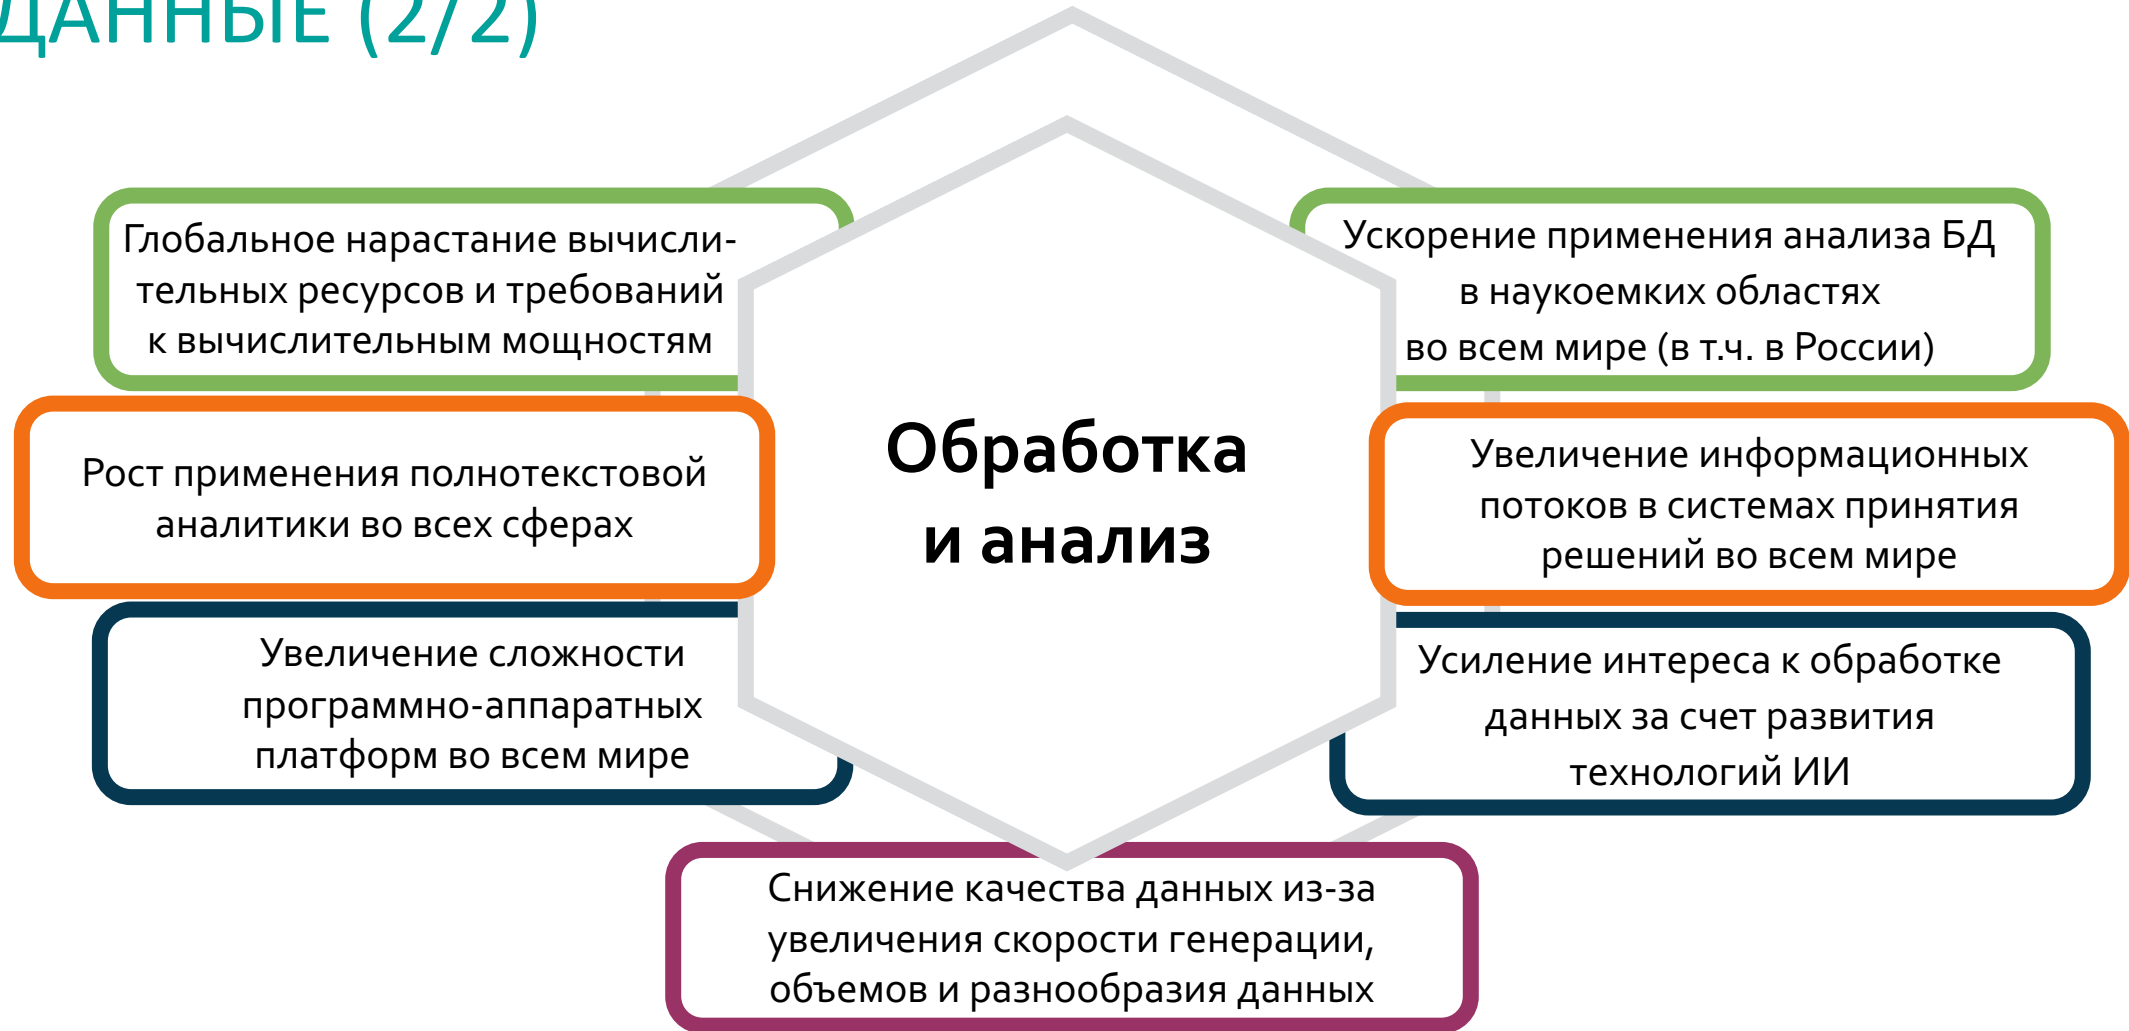 ДАННЫЕ (2/2)
Глобальное нарастание вычисли-
тельных ресурсов и требований
к вычислительным мощностям
Рост применения полнотекстовой
аналитики во всех сферах
Увеличение сложности
программно-аппаратных
платформ во всем мире
Обработка
и анализ
Ускорение применения анализа БД
в наукоемких областях
во всем мире (в т.ч. в России)
Увеличение информационных
потоков в системах принятия
решений во всем мире
Усиление интереса к обработке
данных за счет развития
технологий ИИ
Снижение качества данных из-за
увеличения скорости генерации,
объемов и разнообразия данных